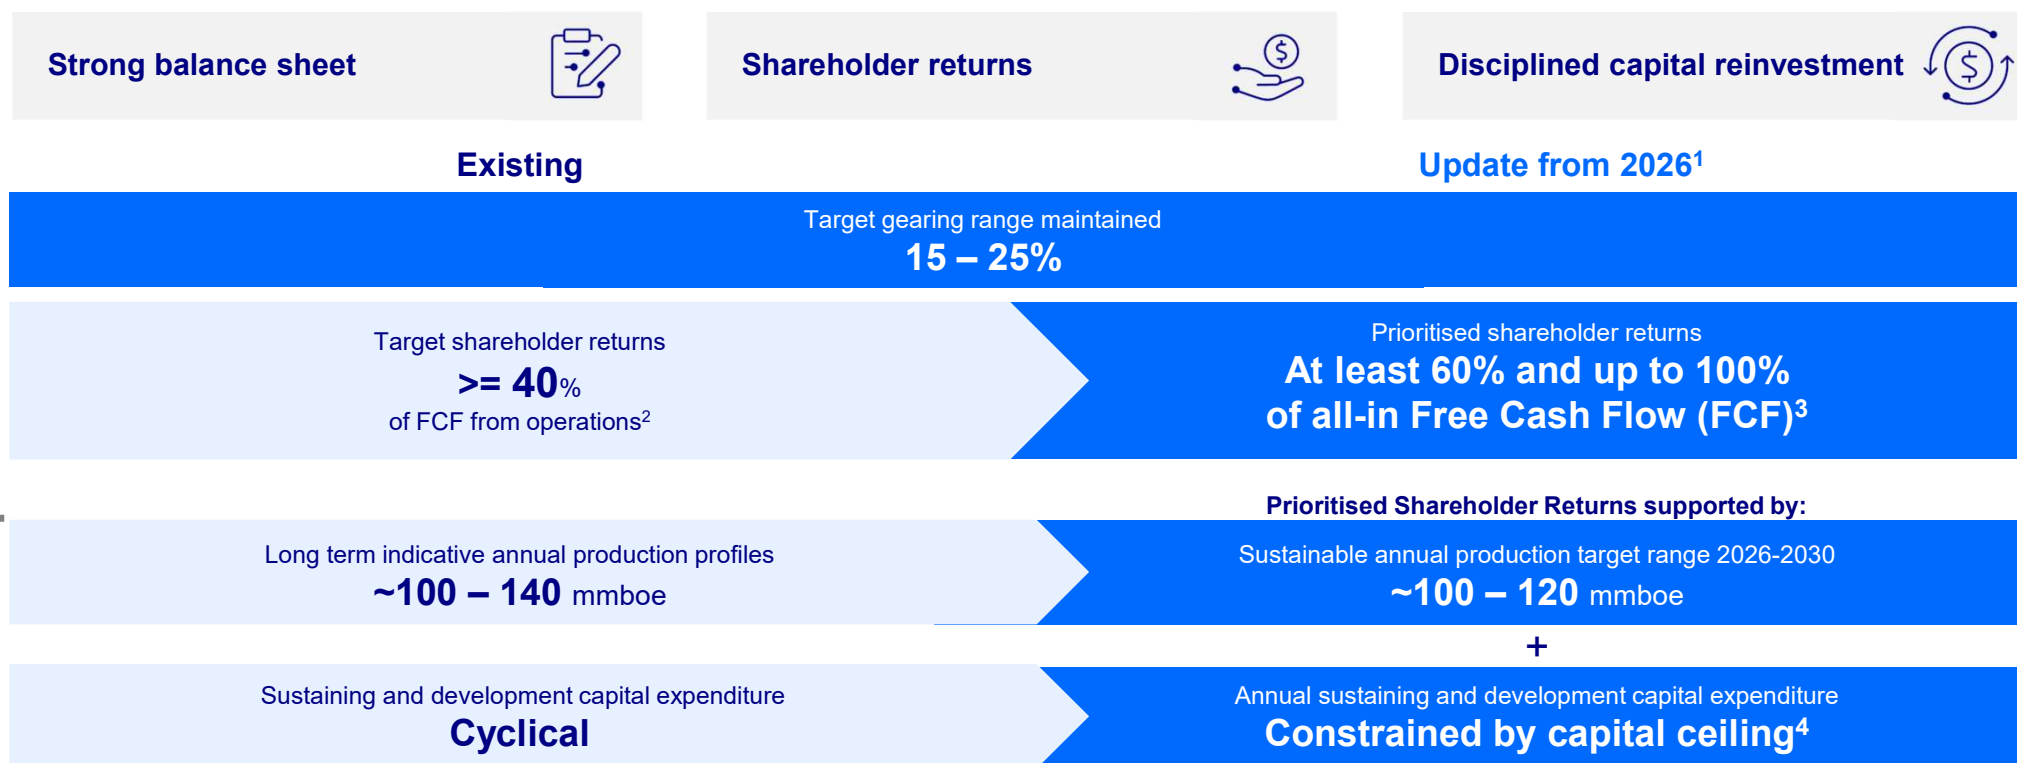 Strong balance sheet
Shareholder returns
Disciplined capital reinvestment
Existing
Update from 2026¹
Target gearing range maintained
15 – 25%
Target shareholder returns
>= 40%
of FCF from operations²
Prioritised shareholder returns
At least 60% and up to 100%
of all-in Free Cash Flow (FCF)³
Prioritised Shareholder Returns supported by:
Long term indicative annual production profiles
~100 – 140 mmboe
Sustainable annual production target range 2026-2030
~100 – 120 mmboe
+
Sustaining and development capital expenditure
Cyclical
Annual sustaining and development capital expenditure
Constrained by capital ceiling⁴